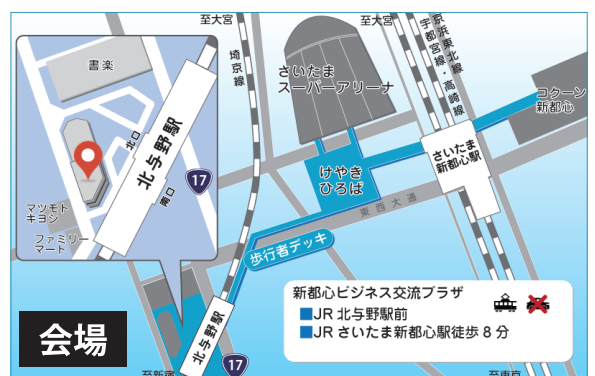 至大宮
至大宮
埼京線
京浜東北線
宇都宮線・高崎線
書楽
さいたま
スーパーアリーナ
コクーン
新都心
北口
北与野駅
さいたま
新都心駅
けやき
ひろば
17
南口
マツモト
キヨシ
東西大通
ファミリー
マート
歩行者デッキ
新都心ビジネス交流プラザ
■JR 北与野駅前
■JR さいたま新都心駅徒歩 8 分
会場
北与野駅
17
至新宿
至東京